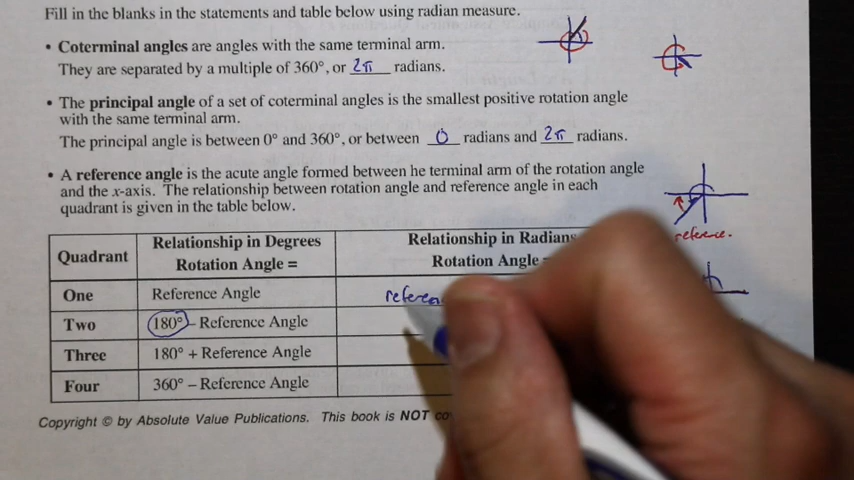 Fill in the blanks in the statements and table below using radian measure.
• Coterminal angles are angles with the same terminal arm.
They are separated by a multiple of 360°, or 2π radians.
• The principal angle of a set of coterminal angles is the smallest positive rotation angle
with the same terminal arm.
The principal angle is between 0° and 360°, or between 0 radians and 2π radians.
• A reference angle is the acute angle formed between he terminal arm of the rotation angle
and the x-axis. The relationship between rotation angle and reference angle in each
quadrant is given in the table below.
reference.
Quadrant
Relationship in Degrees
Rotation Angle =
Relationship in Radians
Rotation Angle =
One Reference Angle
Two 180° – Reference Angle
Three 180° + Reference Angle
Four 360° – Reference Angle
Copyright © by Absolute Value Publications. This book is NOT